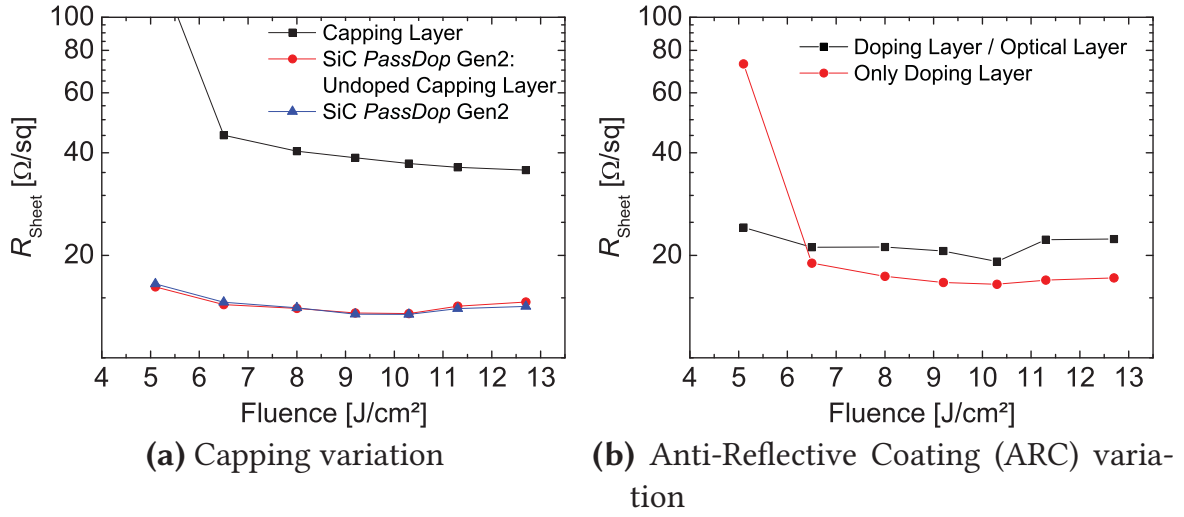 100
80
60
40
20
R_Sheet [Ω/sq]
Capping Layer
SiC PassDop Gen2:
Undoped Capping Layer
SiC PassDop Gen2
4 5 6 7 8 9 10 11 12 13
Fluence [J/cm²]
(a) Capping variation
100
80
60
40
20
R_Sheet [Ω/sq]
Doping Layer / Optical Layer
Only Doping Layer
4 5 6 7 8 9 10 11 12 13
Fluence [J/cm²]
(b) Anti-Reflective Coating (ARC) varia-
tion